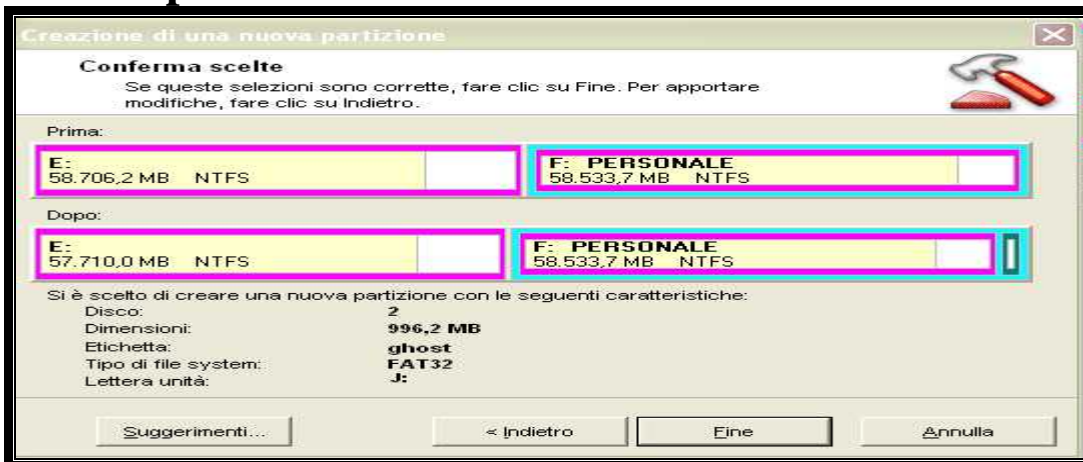 Creazione di una nuova partizione
Conferma scelte
Se queste selezioni sono corrette, fare clic su Fine. Per apportare
modifiche, fare clic su Indietro.
Prima:
E:
58.706,2 MB NTFS
F: PERSONALE
58.533,7 MB NTFS
Dopo:
E:
57.710,0 MB NTFS
F: PERSONALE
58.533,7 MB NTFS
Si è scelto di creare una nuova partizione con le seguenti caratteristiche:
Disco: 2
Dimensioni: 996,2 MB
Etichetta: ghost
Tipo di file system: FAT32
Lettera unità: J:
Suggerimenti... < Indietro Fine Annulla